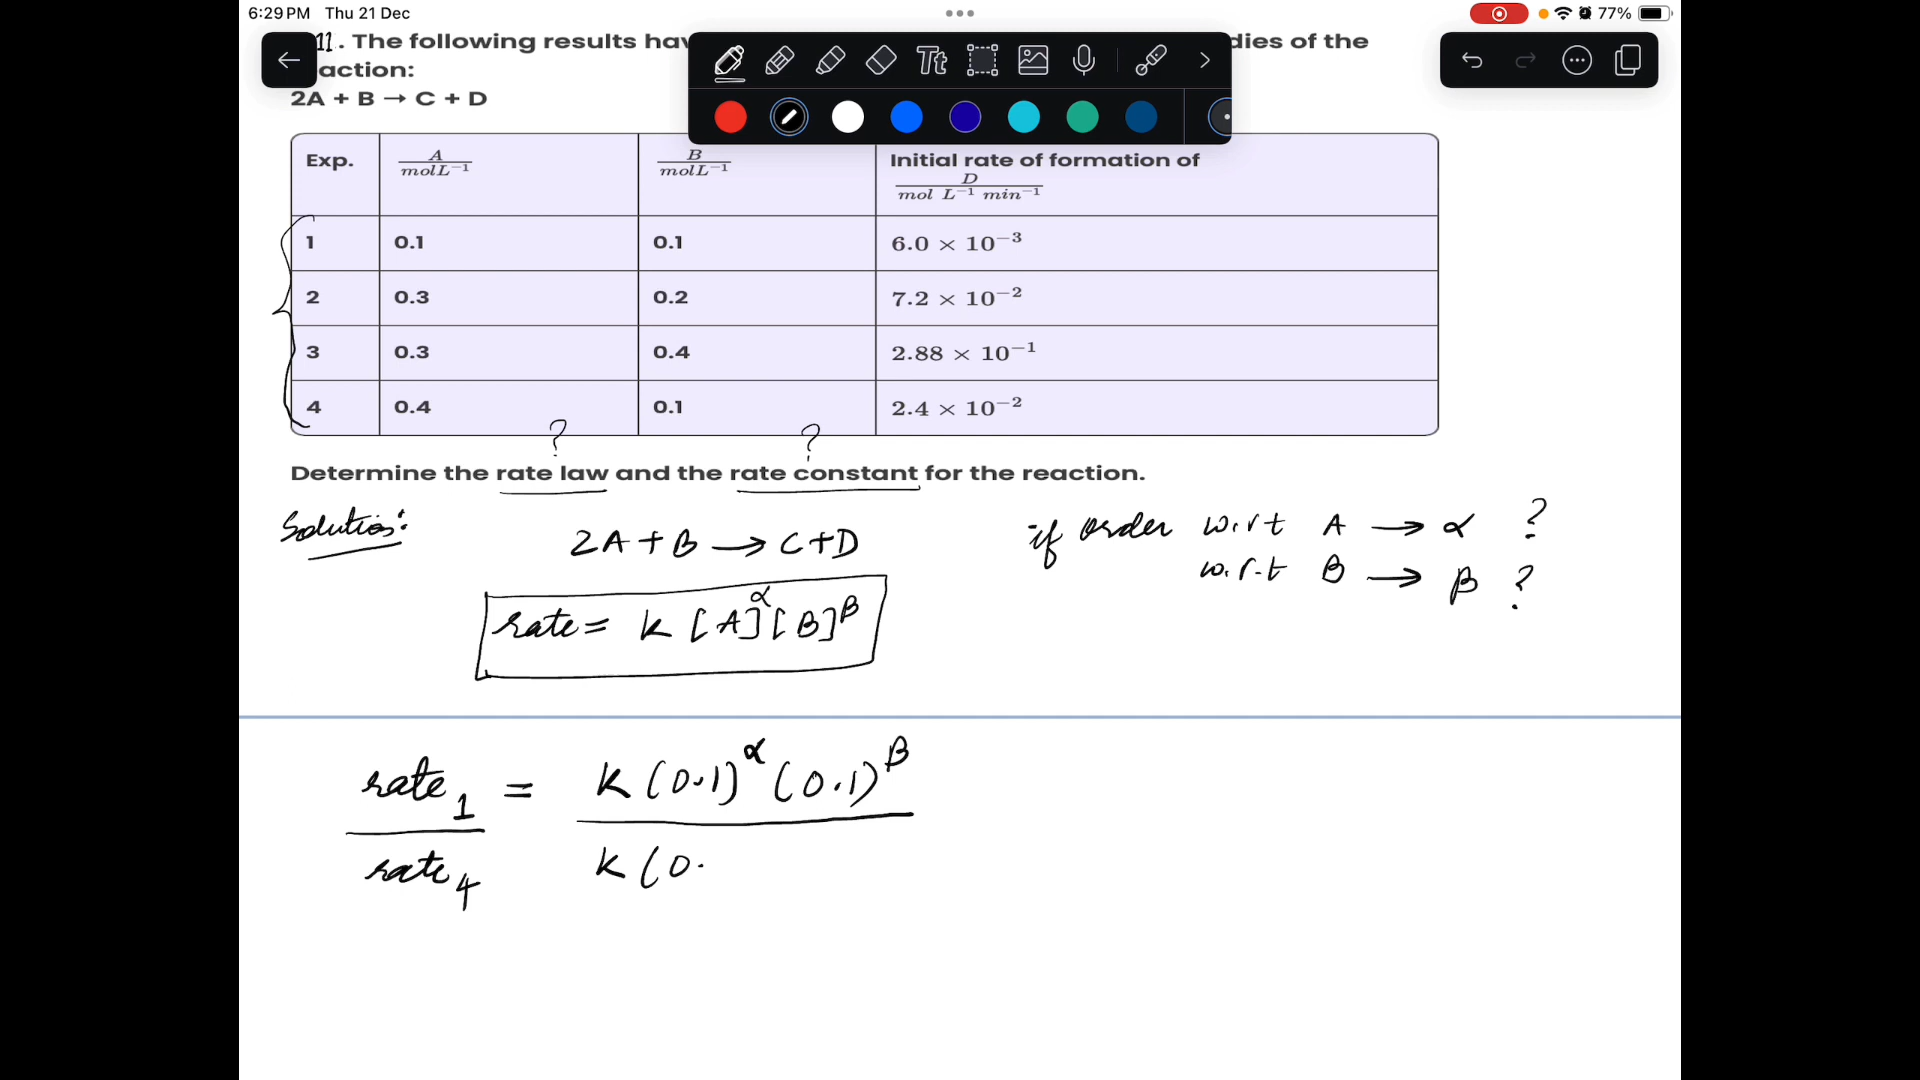 6:29 PM Thu 21 Dec
77%
11. The following results hav dies of the
action:
2A + B → C + D
Tt
Exp. A/molL⁻¹ B/molL⁻¹ Initial rate of formation of D/mol L⁻¹ min⁻¹
1 0.1 0.1 6.0 × 10⁻³
2 0.3 0.2 7.2 × 10⁻²
3 0.3 0.4 2.88 × 10⁻¹
4 0.4 0.1 2.4 × 10⁻²
? ?
Determine the rate law and the rate constant for the reaction.
Solution:
2A + B → C + D
rate = K [A]^α [B]^β
if order w.r.t A → α ?
w.r.t B → β ?
rate₁ = K (0.1)^α (0.1)^β
rate₄ K (0.